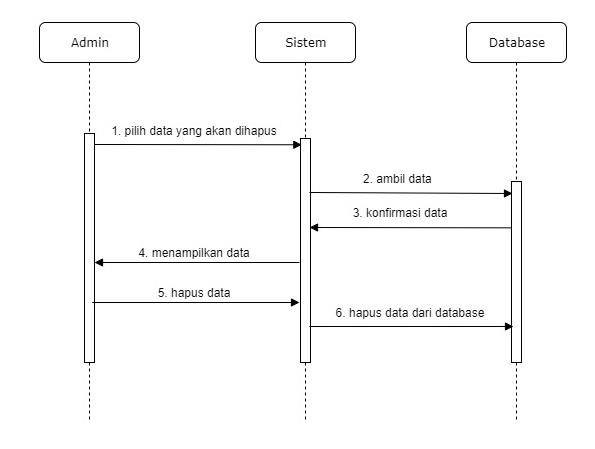 Admin
Sistem
Database
1. pilih data yang akan dihapus
2. ambil data
3. konfirmasi data
4. menampilkan data
5. hapus data
6. hapus data dari database